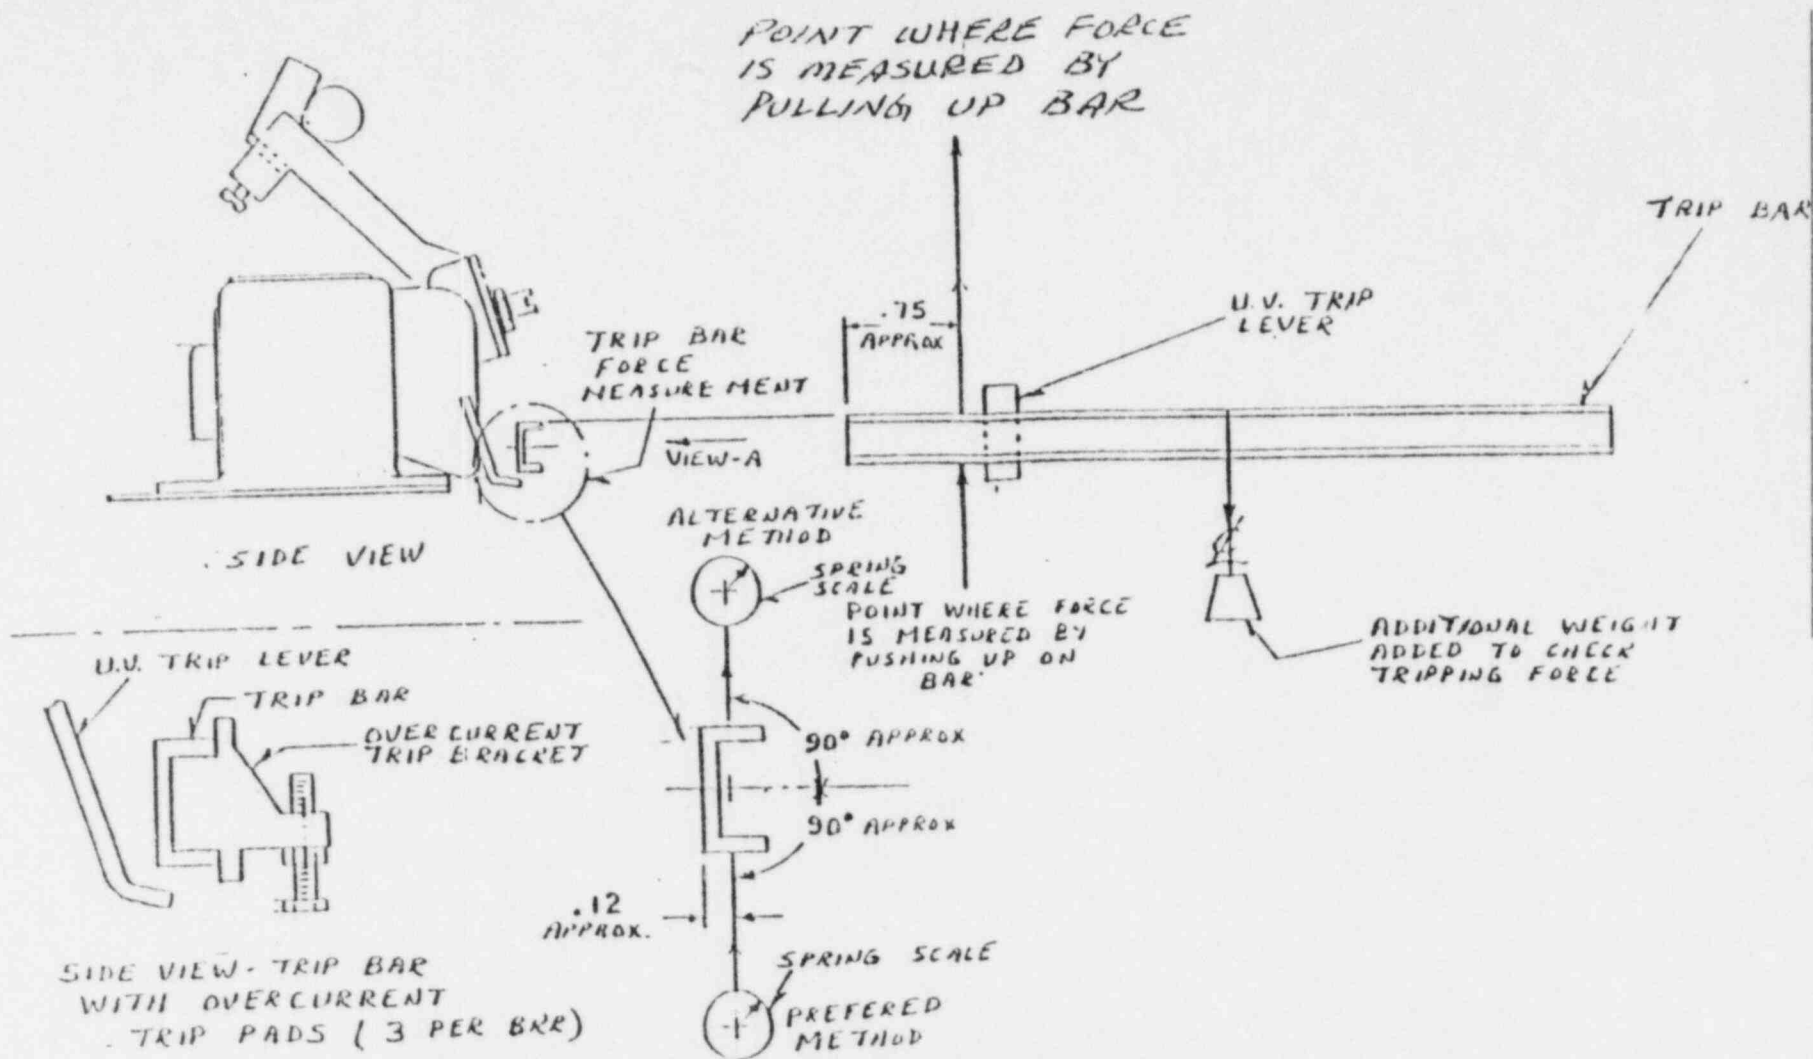 POINT WHERE FORCE
IS MEASURED BY
PULLING UP BAR
TRIP BAR
U.V. TRIP
LEVER
.75
APPROX
TRIP BAR
FORCE
MEASUREMENT
VIEW-A
ALTERNATIVE
METHOD
SPRING
SCALE
SIDE VIEW
POINT WHERE FORCE
IS MEASURED BY
PUSHING UP ON
BAR
ADDITIONAL WEIGHT
ADDED TO CHECK
TRIPPING FORCE
U.V. TRIP LEVER
TRIP BAR
OVERCURRENT
TRIP BRACKET
90° APPROX
90° APPROX
.12
APPROX.
SPRING SCALE
PREFERED
METHOD
SIDE VIEW - TRIP BAR
WITH OVERCURRENT
TRIP PADS (3 PER BKR)